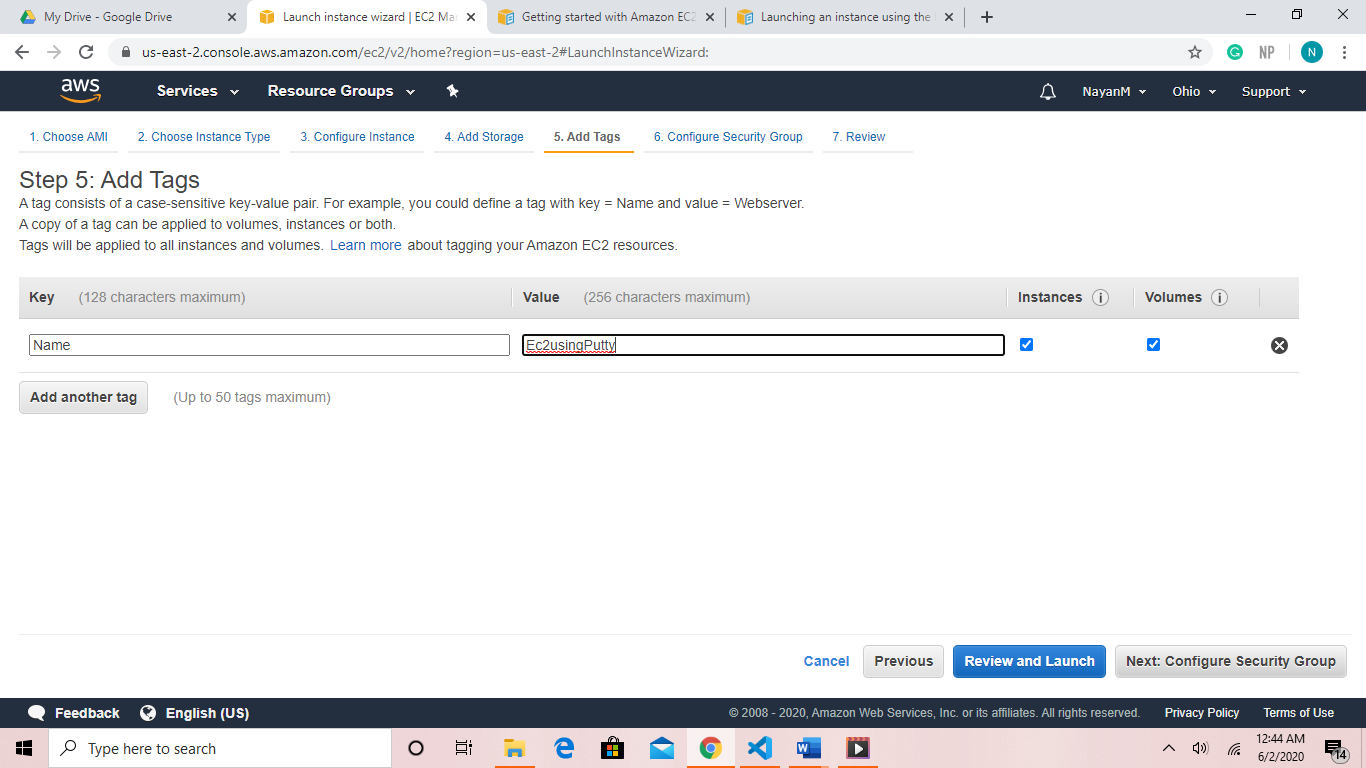 My Drive - Google Drive
Launch instance wizard | EC2 Ma
Getting started with Amazon EC2
Launching an instance using the
us-east-2.console.aws.amazon.com/ec2/v2/home?region=us-east-2#LaunchInstanceWizard:
NP
N
aws
Services
Resource Groups
NayanM
Ohio
Support
1. Choose AMI
2. Choose Instance Type
3. Configure Instance
4. Add Storage
5. Add Tags
6. Configure Security Group
7. Review
Step 5: Add Tags
A tag consists of a case-sensitive key-value pair. For example, you could define a tag with key = Name and value = Webserver.
A copy of a tag can be applied to volumes, instances or both.
Tags will be applied to all instances and volumes. Learn more about tagging your Amazon EC2 resources.
Key (128 characters maximum)
Value (256 characters maximum)
Instances
Volumes
Name
Ec2usingPutty
Add another tag
(Up to 50 tags maximum)
Cancel
Previous
Review and Launch
Next: Configure Security Group
Feedback
English (US)
© 2008 - 2020, Amazon Web Services, Inc. or its affiliates. All rights reserved.
Privacy Policy
Terms of Use
Type here to search
12:44 AM
6/2/2020
14